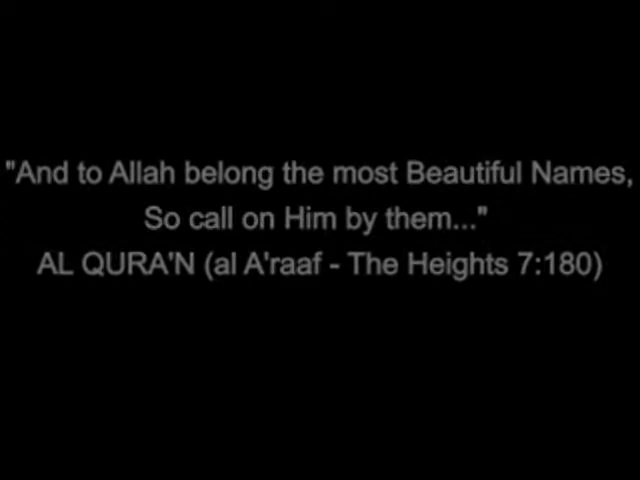 "And to Allah belong the most Beautiful Names,
So call on Him by them..."
AL QURA'N (al A'raaf - The Heights 7:180)